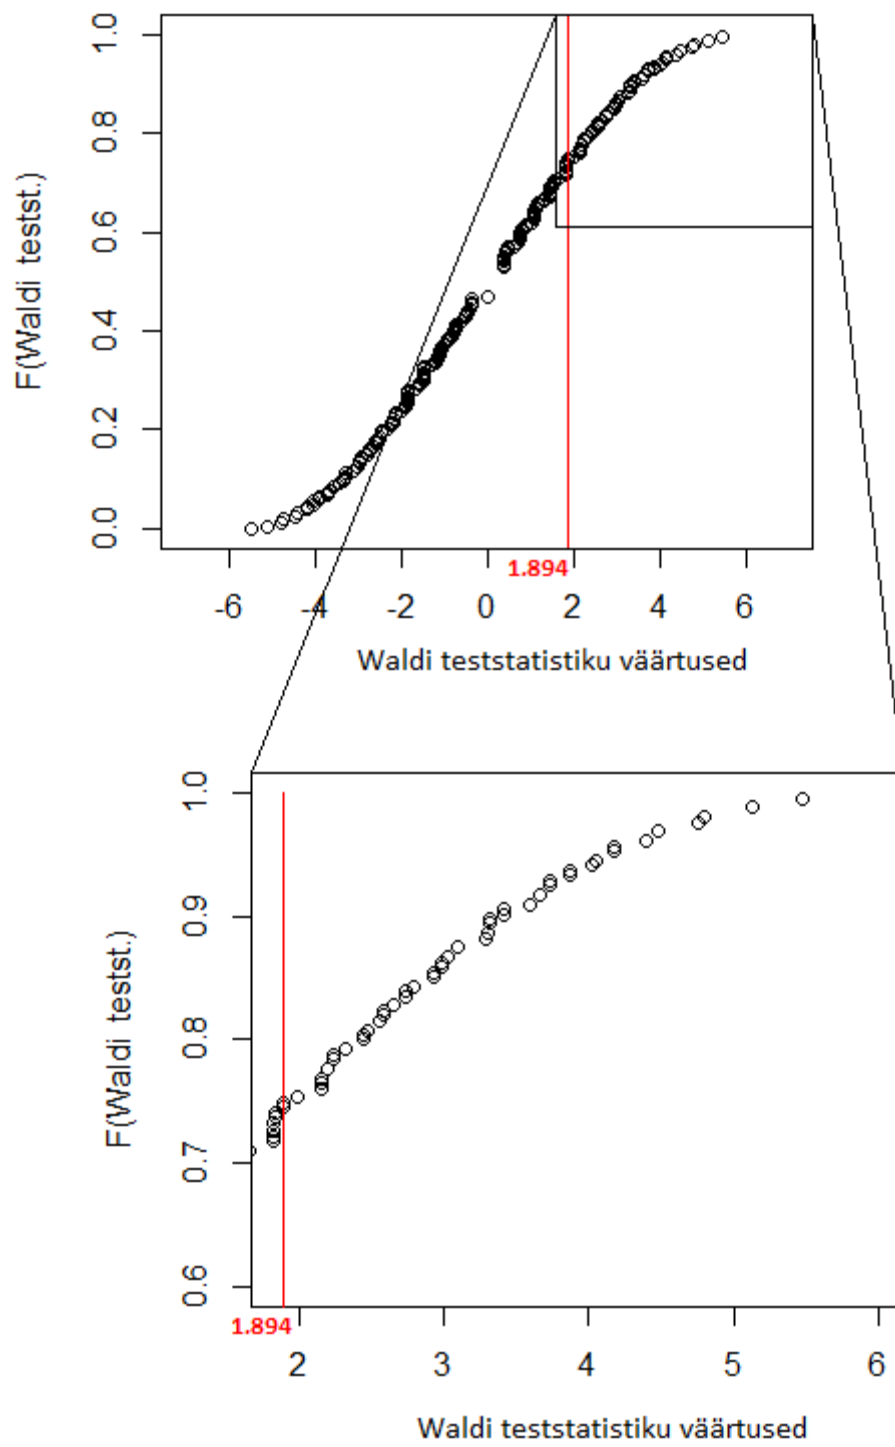 F(Waldi testst.)
1.0
0.8
0.6
0.4
0.2
0.0
1.894
-6 -4 -2 0 2 4 6
Waldi teststatistiku väärtused
F(Waldi testst.)
1.0
0.9
0.8
0.7
0.6
1.894
2 3 4 5 6
Waldi teststatistiku väärtused